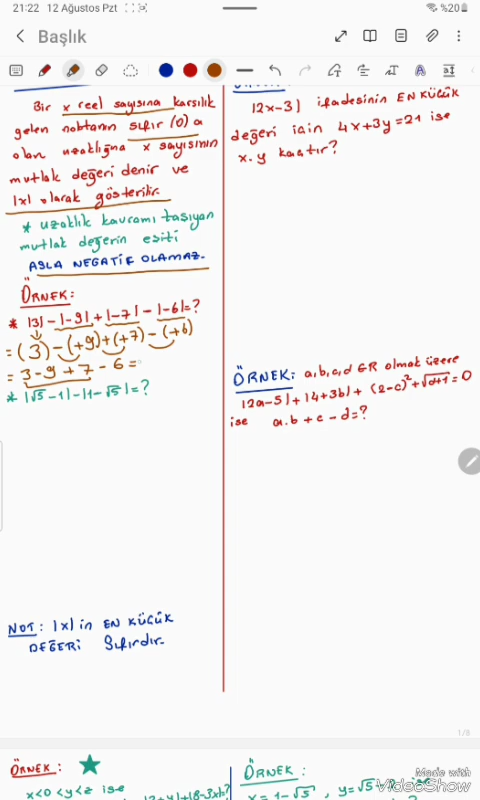 21:22 12 Ağustos Pzt
%20
Başlık
Bir x reel sayısına karşılık
gelen noktanın sıfır (0) a
olan uzaklığına x sayısının
mutlak değeri denir ve
|x| olarak gösterilir.
* uzaklık kavramı taşıyan
mutlak değerin eşiti
ASLA NEGATİF OLAMAZ.
ÖRNEK:
* |3| - |-9| + |-7| - |-6| = ?
= (3) - (+9) + (+7) - (+6)
= 3 - 9 + 7 - 6 =
* |√5 - 1| - |1 - √5| = ?
NOT: |x| in EN KÜÇÜK
DEĞERİ Sıfırdır.
|2x-3| ifadesinin EN KÜÇÜK
değeri için 4x+3y=21 ise
x.y kaçtır?
ÖRNEK: a,b,c,d ∈ R olmak üzere
|2a-5| + |4+3b| + (2-c)² + √d+1 = 0
ise a.b + c - d = ?
1/8
ÖRNEK:
x<0<y<z ise
ÖRNEK:
x = 1-√5, y=√5
ise
Made with
VideoShow